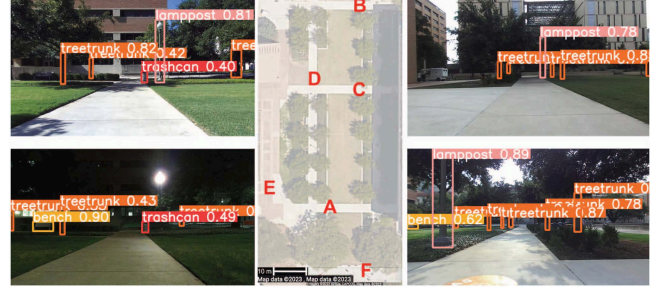 lamppost 0.81
treetrunk 0.82
0.42
trashcan 0.40
treetrunk 0.43
bench 0.90
trashcan 0.49
B
D
C
E
A
F
10 m
Map data ©2023 , Map data ©2023
lamppost 0.78
treetrunk 0.8
lamppost 0.89
treetrunk 0
treetrunk 0.78
bench 0.62
treetrunk 0.87